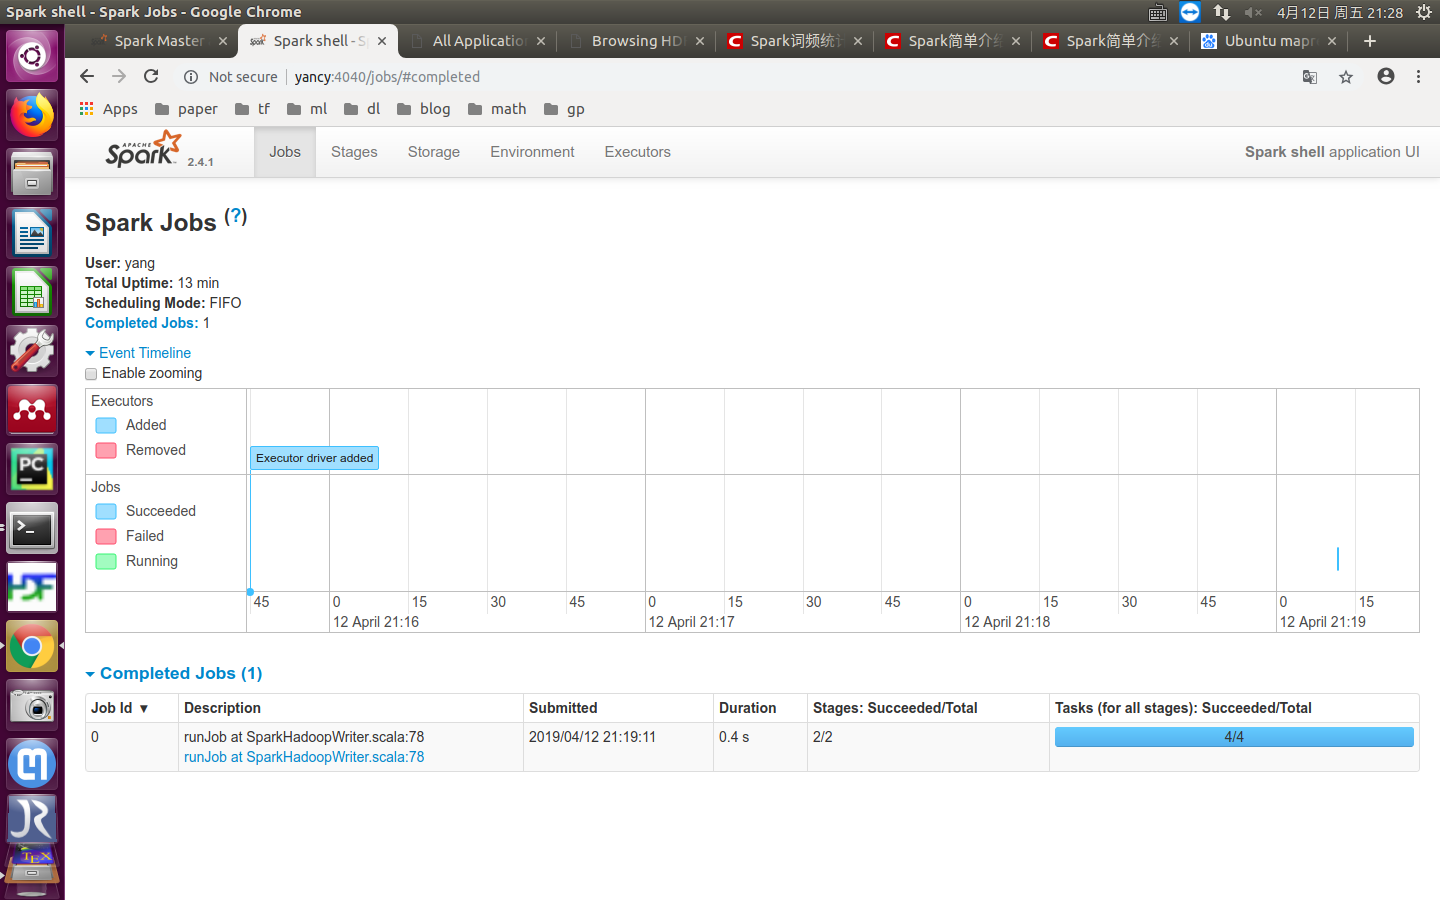 Spark shell - Spark Jobs - Google Chrome
4月12日 周五 21:28
Spark Master
Spark shell - S
All Application
Browsing HD
Spark词频统计
Spark简单介绍
Spark简单介绍
Ubuntu mapr
Not secure
yancy:4040/jobs/#completed
Apps
paper
tf
ml
dl
blog
math
gp
APACHE
Spark
2.4.1
Jobs
Stages
Storage
Environment
Executors
Spark shell application UI
Spark Jobs (?)
User: yang
Total Uptime: 13 min
Scheduling Mode: FIFO
Completed Jobs: 1
Event Timeline
Enable zooming
Executors
Added
Removed
Executor driver added
Jobs
Succeeded
Failed
Running
45 0 15 30 45 0 15 30 45 0 15 30 45 0 15
12 April 21:16 12 April 21:17 12 April 21:18 12 April 21:19
Completed Jobs (1)
Job Id ▼ Description Submitted Duration Stages: Succeeded/Total Tasks (for all stages): Succeeded/Total
0 runJob at SparkHadoopWriter.scala:78 2019/04/12 21:19:11 0.4 s 2/2 4/4
runJob at SparkHadoopWriter.scala:78
PC
HDF
JR
TEX